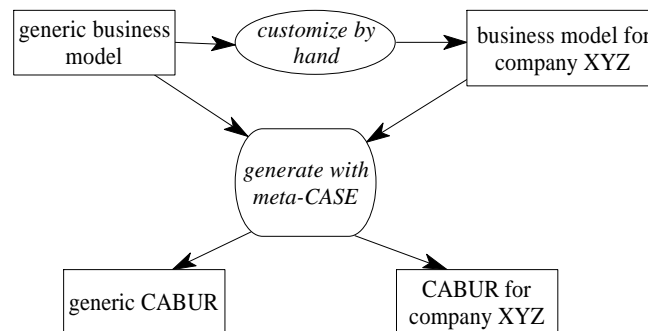 generic business
model
customize by
hand
business model for
company XYZ
generate with
meta-CASE
generic CABUR
CABUR for
company XYZ